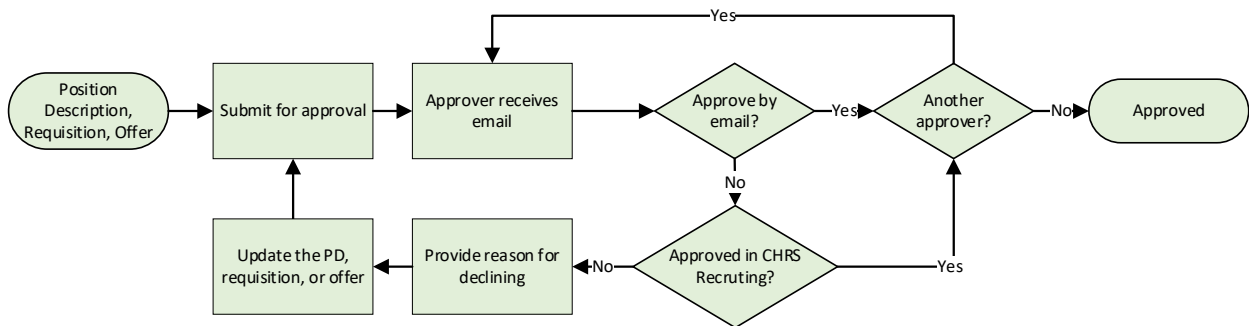 Yes
Position
Description,
Requisition, Offer
Submit for approval
Approver receives
email
Approve by
email?
Yes
Another
approver?
No
Approved
No
Update the PD,
requisition, or offer
Provide reason for
declining
No
Approved in CHRS
Recruting?
Yes